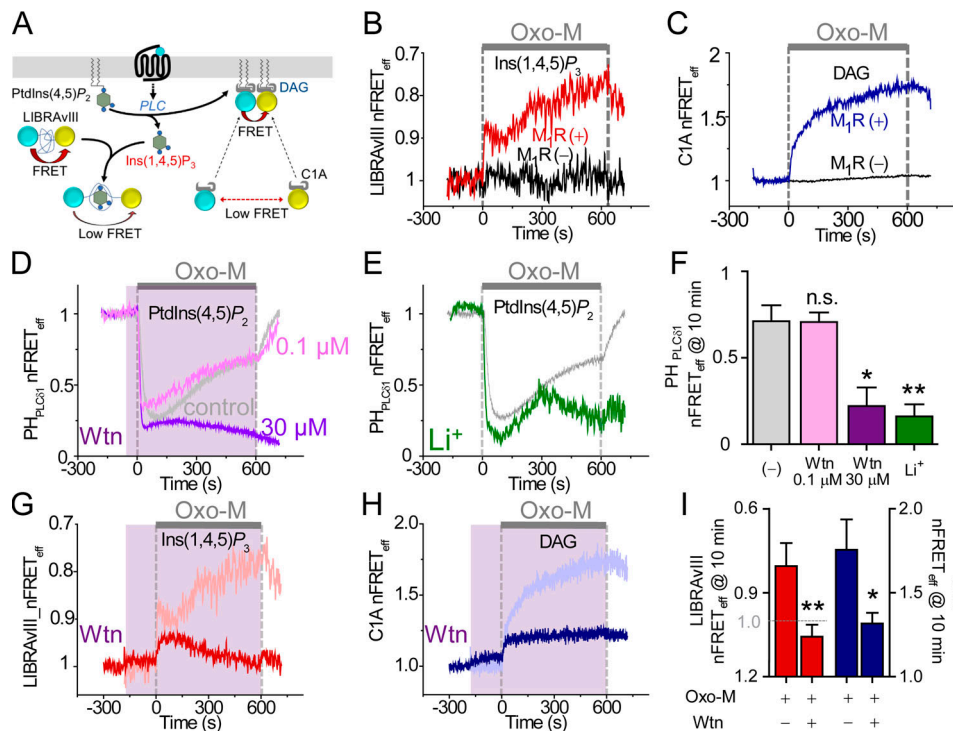 A
PtdIns(4,5)P2
PLC
DAG
LIBRAvIII
FRET
FRET
Ins(1,4,5)P3
C1A
Low FRET
Low FRET
B
Oxo-M
LIBRAvIII nFRETeff
0.7
0.8
0.9
1
Ins(1,4,5)P3
M1R (+)
M1R (–)
-300
0
300
600
Time (s)
C
Oxo-M
C1A nFRETeff
2
1.5
1
DAG
M1R (+)
M1R (–)
-300
0
300
600
Time (s)
D
Oxo-M
PHPLCδ1 nFRETeff
1
0.5
0
PtdIns(4,5)P2
0.1 µM
control
30 µM
Wtn
-300
0
300
600
Time (s)
E
Oxo-M
PHPLCδ1 nFRETeff
1
0.5
0
PtdIns(4,5)P2
Li+
-300
0
300
600
Time (s)
F
PH PLCδ1
nFRETeff @ 10 min
0
1
n.s.
*
**
(–)
Wtn
0.1 µM
Wtn
30 µM
Li+
G
Oxo-M
LIBRAvIII_nFRETeff
0.7
0.8
0.9
1
Ins(1,4,5)P3
Wtn
-300
0
300
600
Time (s)
H
Oxo-M
C1A nFRETeff
2.0
1.5
1.0
DAG
Wtn
-300
0
300
600
Time (s)
I
LIBRAvIII
nFRETeff @ 10 min
0.6
0.9
1.0
1.2
**
*
2.0
1.5
1.0
nFRETeff @ 10 min
Oxo-M + + + +
Wtn – + – +